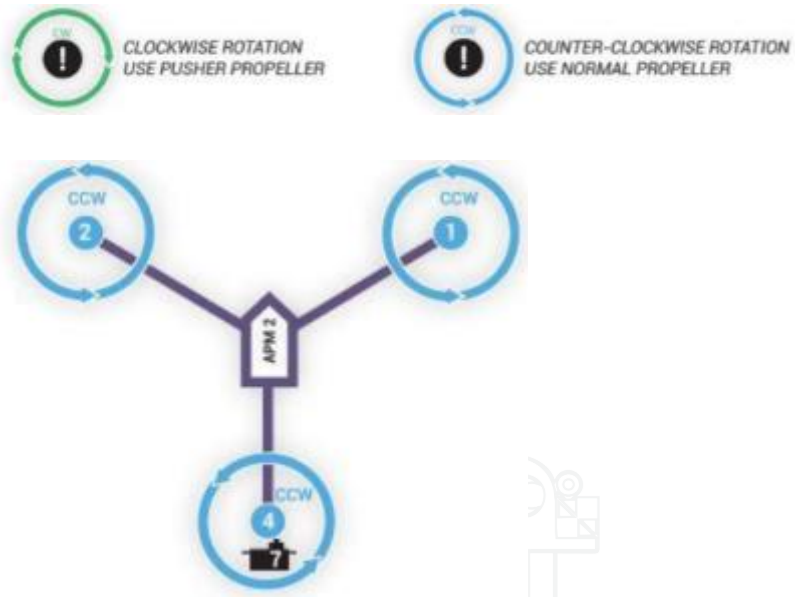 CW
!
CLOCKWISE ROTATION
USE PUSHER PROPELLER
CCW
!
COUNTER-CLOCKWISE ROTATION
USE NORMAL PROPELLER
CCW
2
CCW
1
APM 2
CCW
4
7